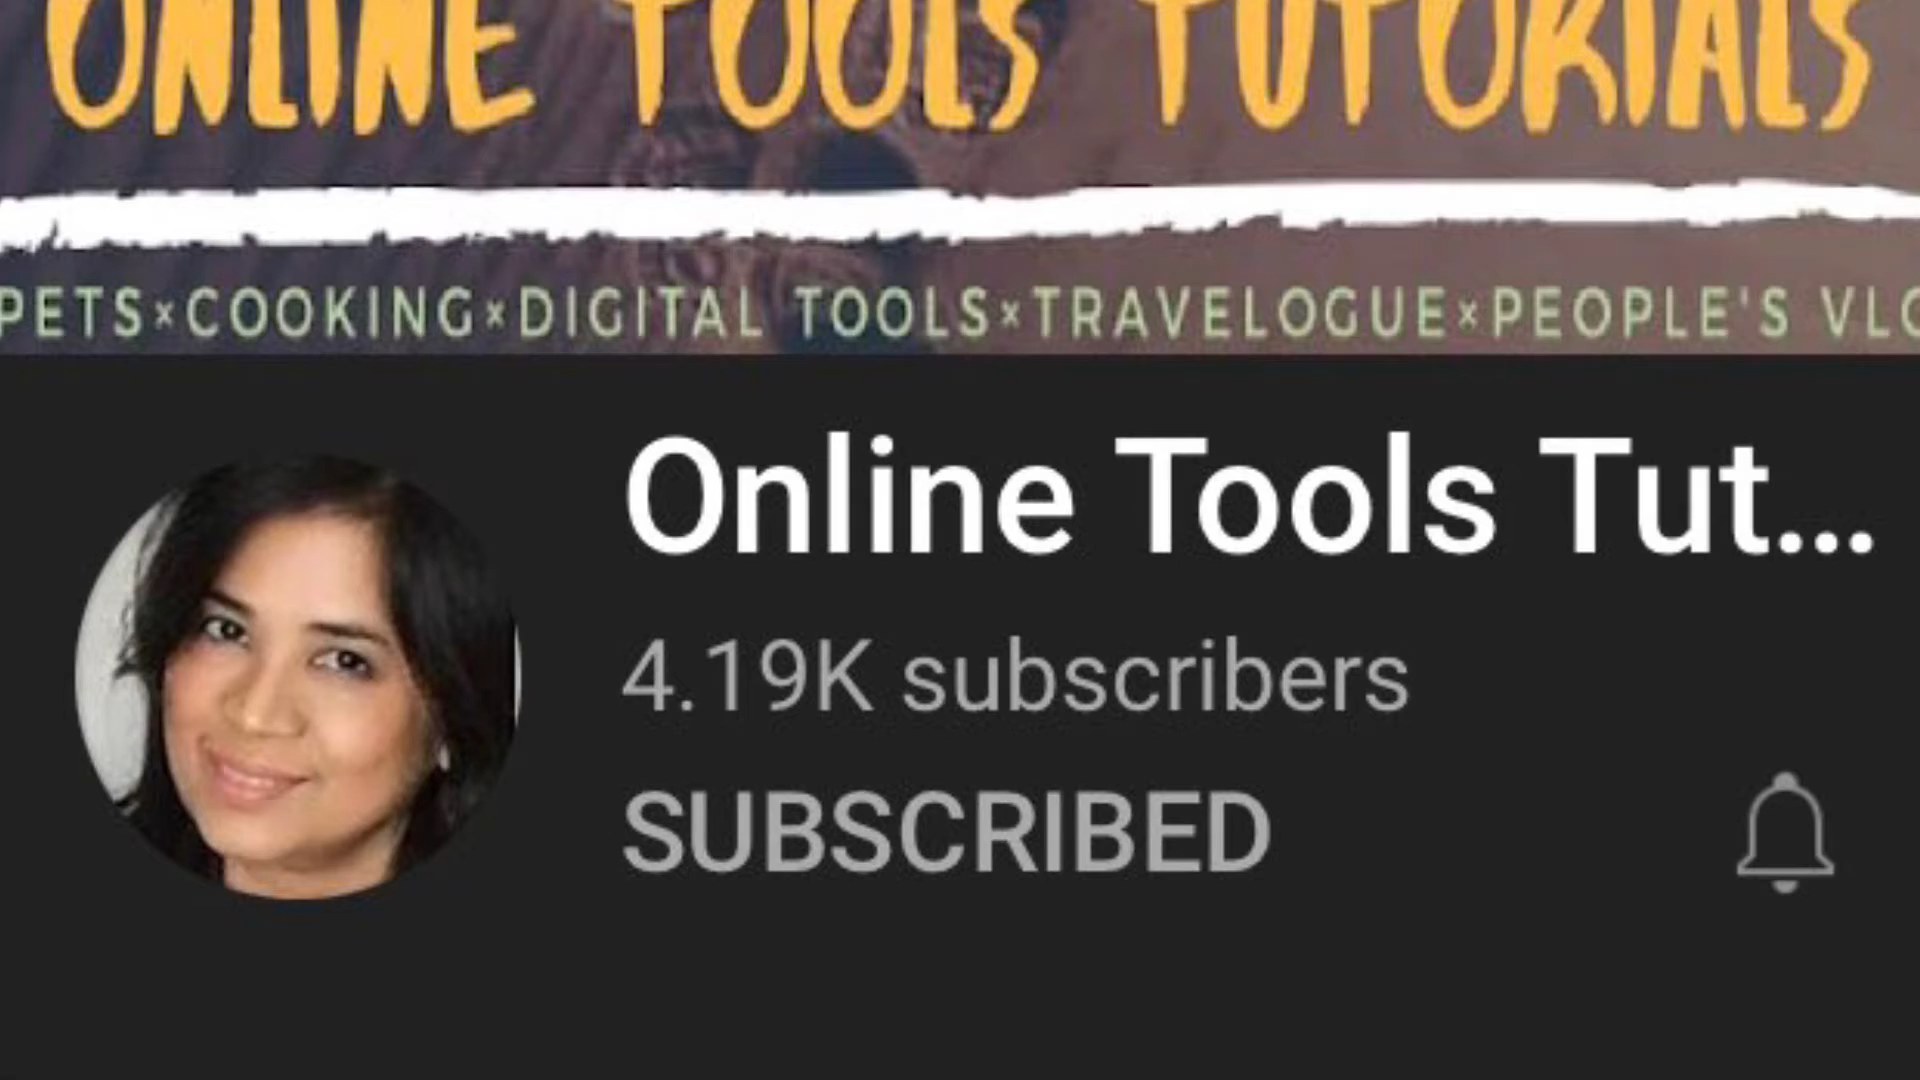 ONLINE TOOLS TUTORIALS
PETS×COOKING×DIGITAL TOOLS×TRAVELOGUE×PEOPLE'S VLO
Online Tools Tut...
4.19K subscribers
SUBSCRIBED